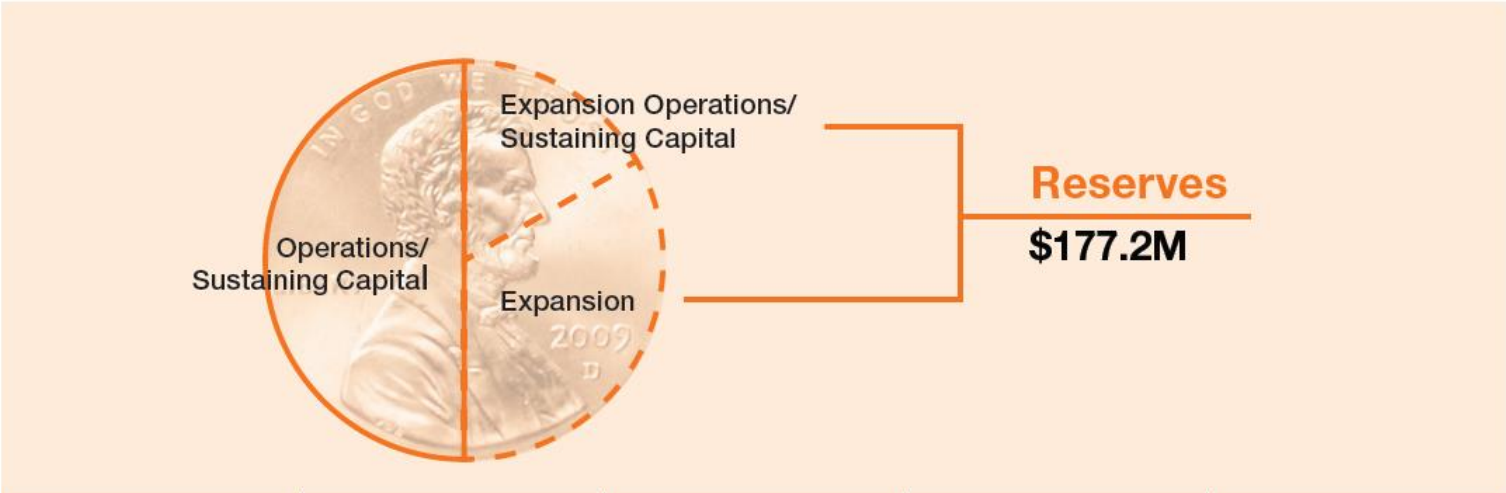 IN GOD WE
Expansion Operations/
Sustaining Capital
Reserves
$177.2M
Operations/
Sustaining Capital
Expansion
2009
D